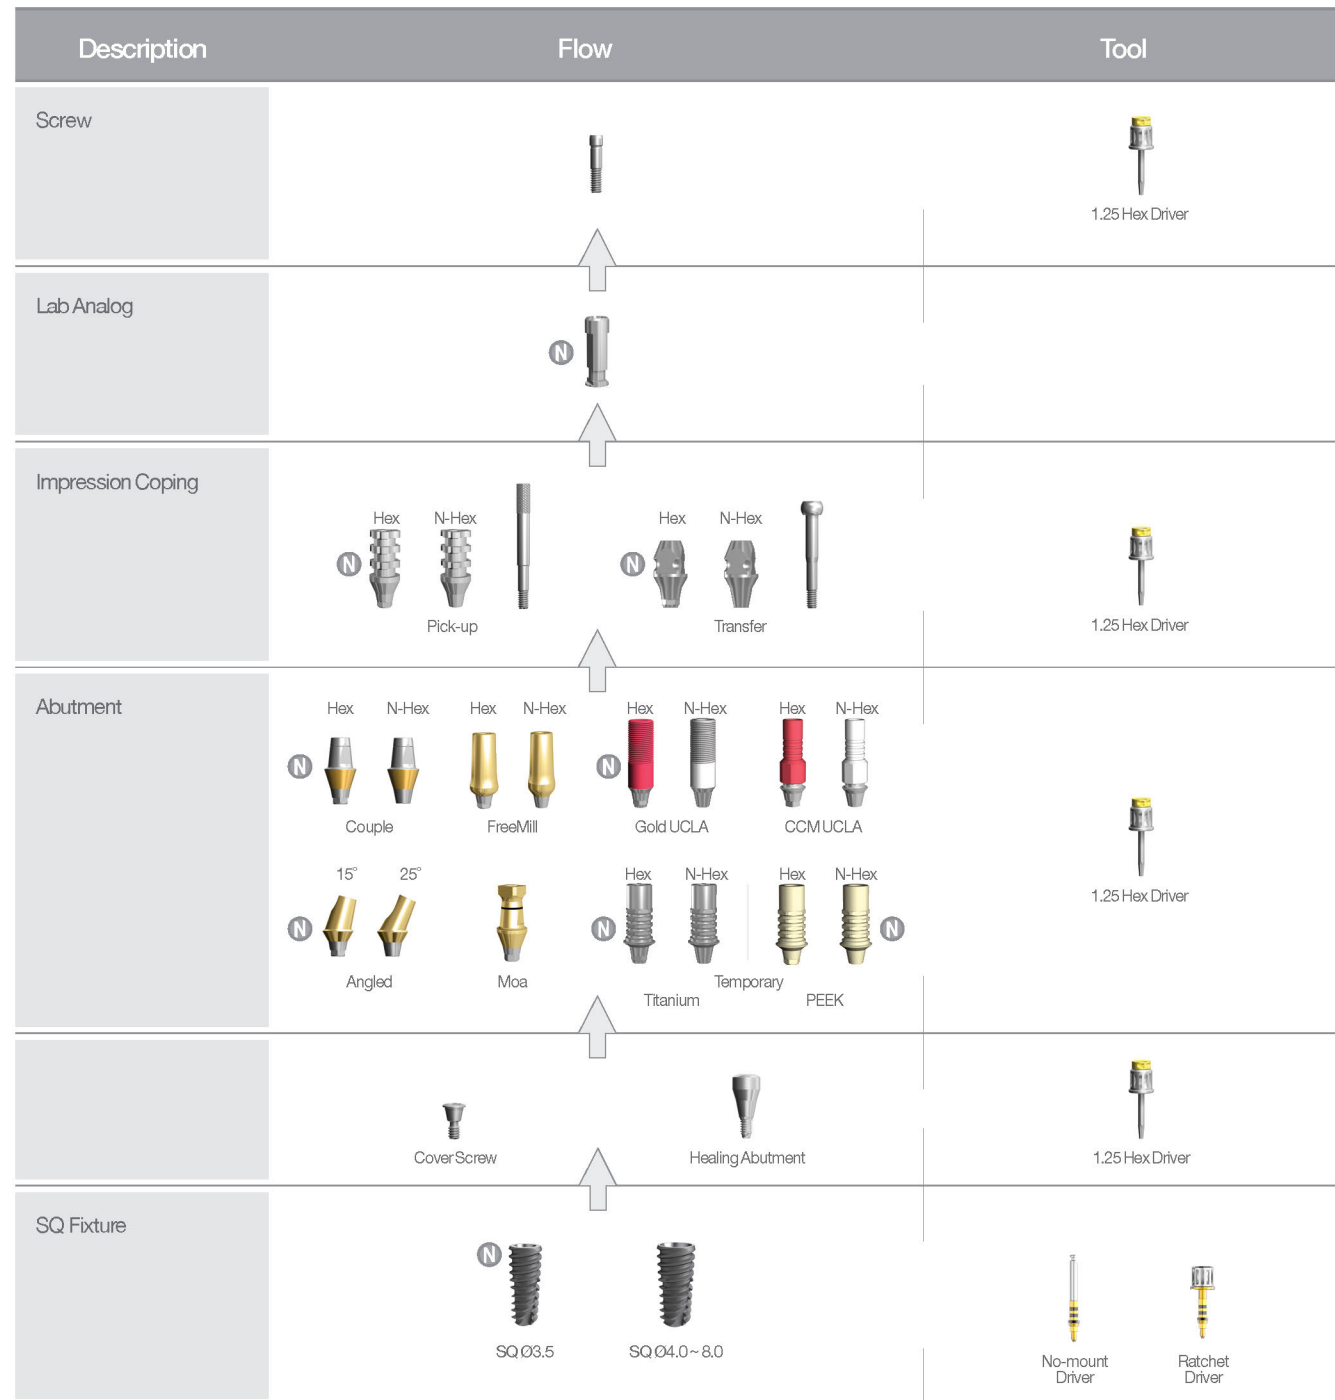 Description Flow Tool
Screw
1.25 Hex Driver
Lab Analog
N
Impression Coping
Hex N-Hex Hex N-Hex
N N
Pick-up Transfer
1.25 Hex Driver
Abutment
Hex N-Hex Hex N-Hex Hex N-Hex Hex N-Hex
N N
Couple FreeMill Gold UCLA CCM UCLA
15° 25° Hex N-Hex Hex N-Hex
1.25 Hex Driver
N N N
Angled Moa Temporary
Titanium PEEK
Cover Screw Healing Abutment 1.25 Hex Driver
SQ Fixture
N
SQ Ø3.5 SQ Ø4.0 ~ 8.0
No-mount Ratchet
Driver Driver